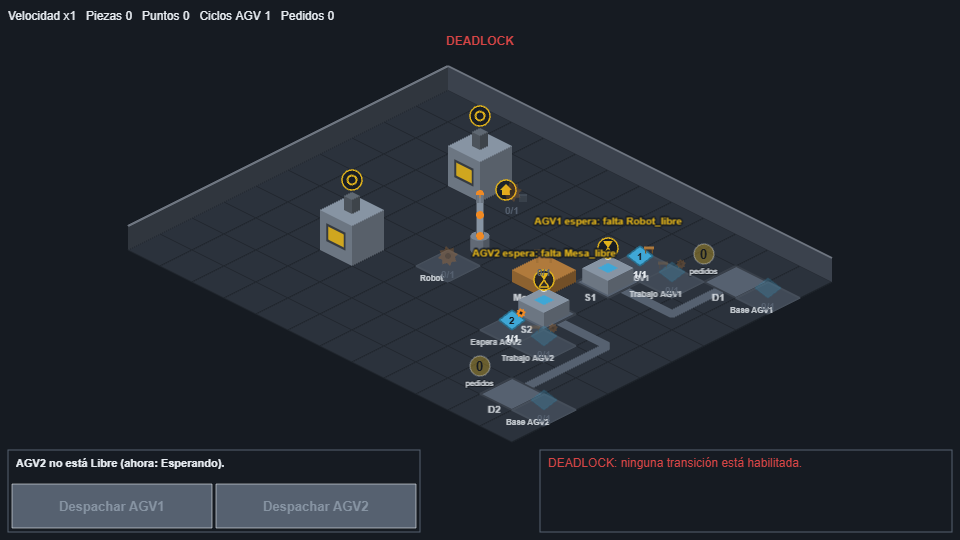 Velocidad x1 Piezas 0 Puntos 0 Ciclos AGV 1 Pedidos 0
DEADLOCK
0/1
AGV1 espera: falta Robot_libre
AGV2 espera: falta Mesa_libre
0/1
Robot
1
1/1
0
pedidos
S1
Trabajo AGV1
D1
Base AGV1
2
S2
1/1
Espera AGV2
Trabajo AGV2
0
pedidos
D2
Base AGV2
AGV2 no está Libre (ahora: Esperando).
Despachar AGV1
Despachar AGV2
DEADLOCK: ninguna transición está habilitada.